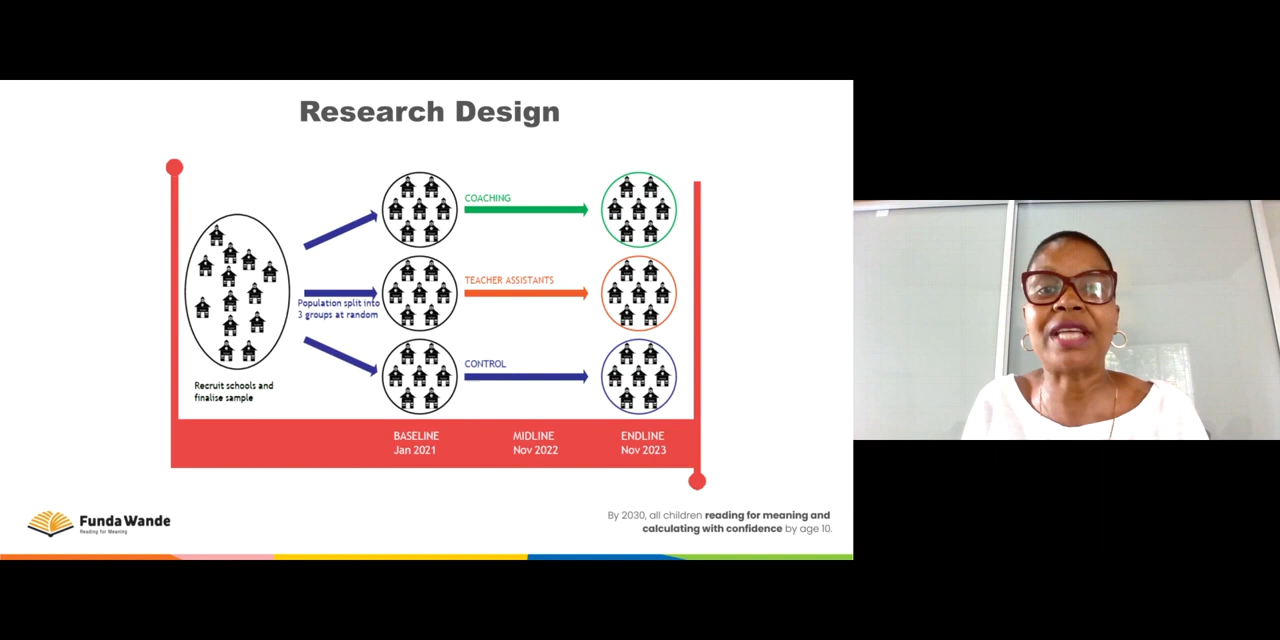 Research Design
COACHING
TEACHER ASSISTANTS
Population split into
3 groups at random
CONTROL
Recruit schools and
finalise sample
BASELINE
Jan 2021
MIDLINE
Nov 2022
ENDLINE
Nov 2023
Funda Wande
Reading for Meaning
By 2030, all children reading for meaning and
calculating with confidence by age 10.